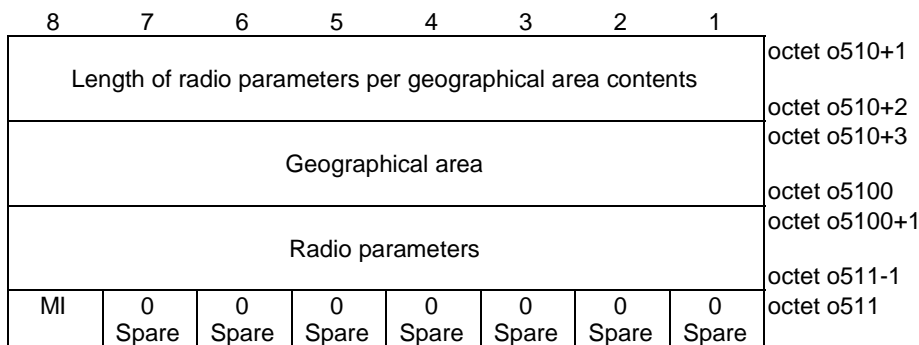 8 7 6 5 4 3 2 1
octet o510+1
Length of radio parameters per geographical area contents
octet o510+2
octet o510+3
Geographical area
octet o5100
octet o5100+1
Radio parameters
octet o511-1
MI 0 0 0 0 0 0 0 octet o511
Spare Spare Spare Spare Spare Spare Spare